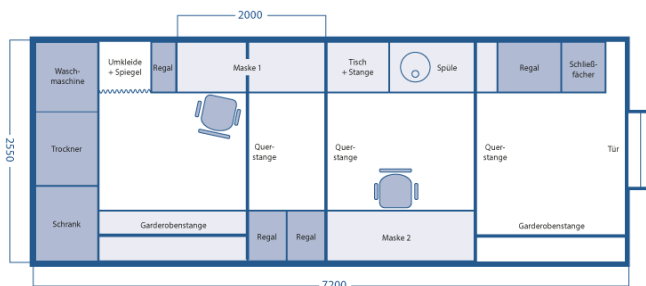 2000
Wasch-
maschine
Umkleide
+ Spiegel
Regal
Maske 1
Tisch
+ Stange
Spüle
Regal
Schließ-
fächer
2550
Trockner
Quer-
stange
Quer-
stange
Quer-
stange
Tür
Schrank
Garderobenstange
Regal
Regal
Maske 2
Garderobenstange
7200